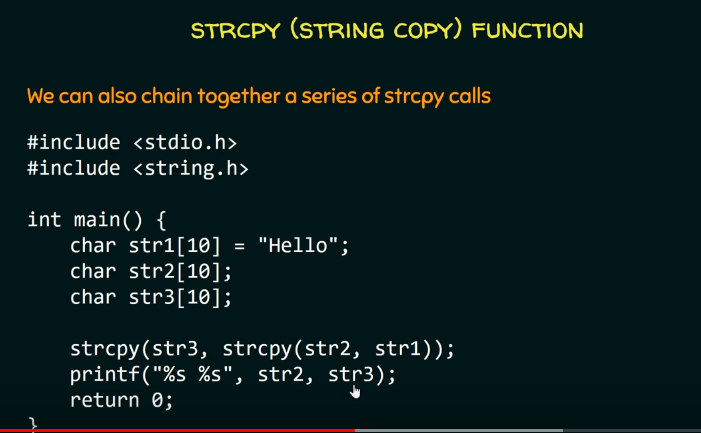 STRCPY (STRING COPY) FUNCTION
We can also chain together a series of strcpy calls
#include <stdio.h>
#include <string.h>
int main() {
char str1[10] = "Hello";
char str2[10];
char str3[10];
strcpy(str3, strcpy(str2, str1));
printf("%s %s", str2, str3);
return 0;
}